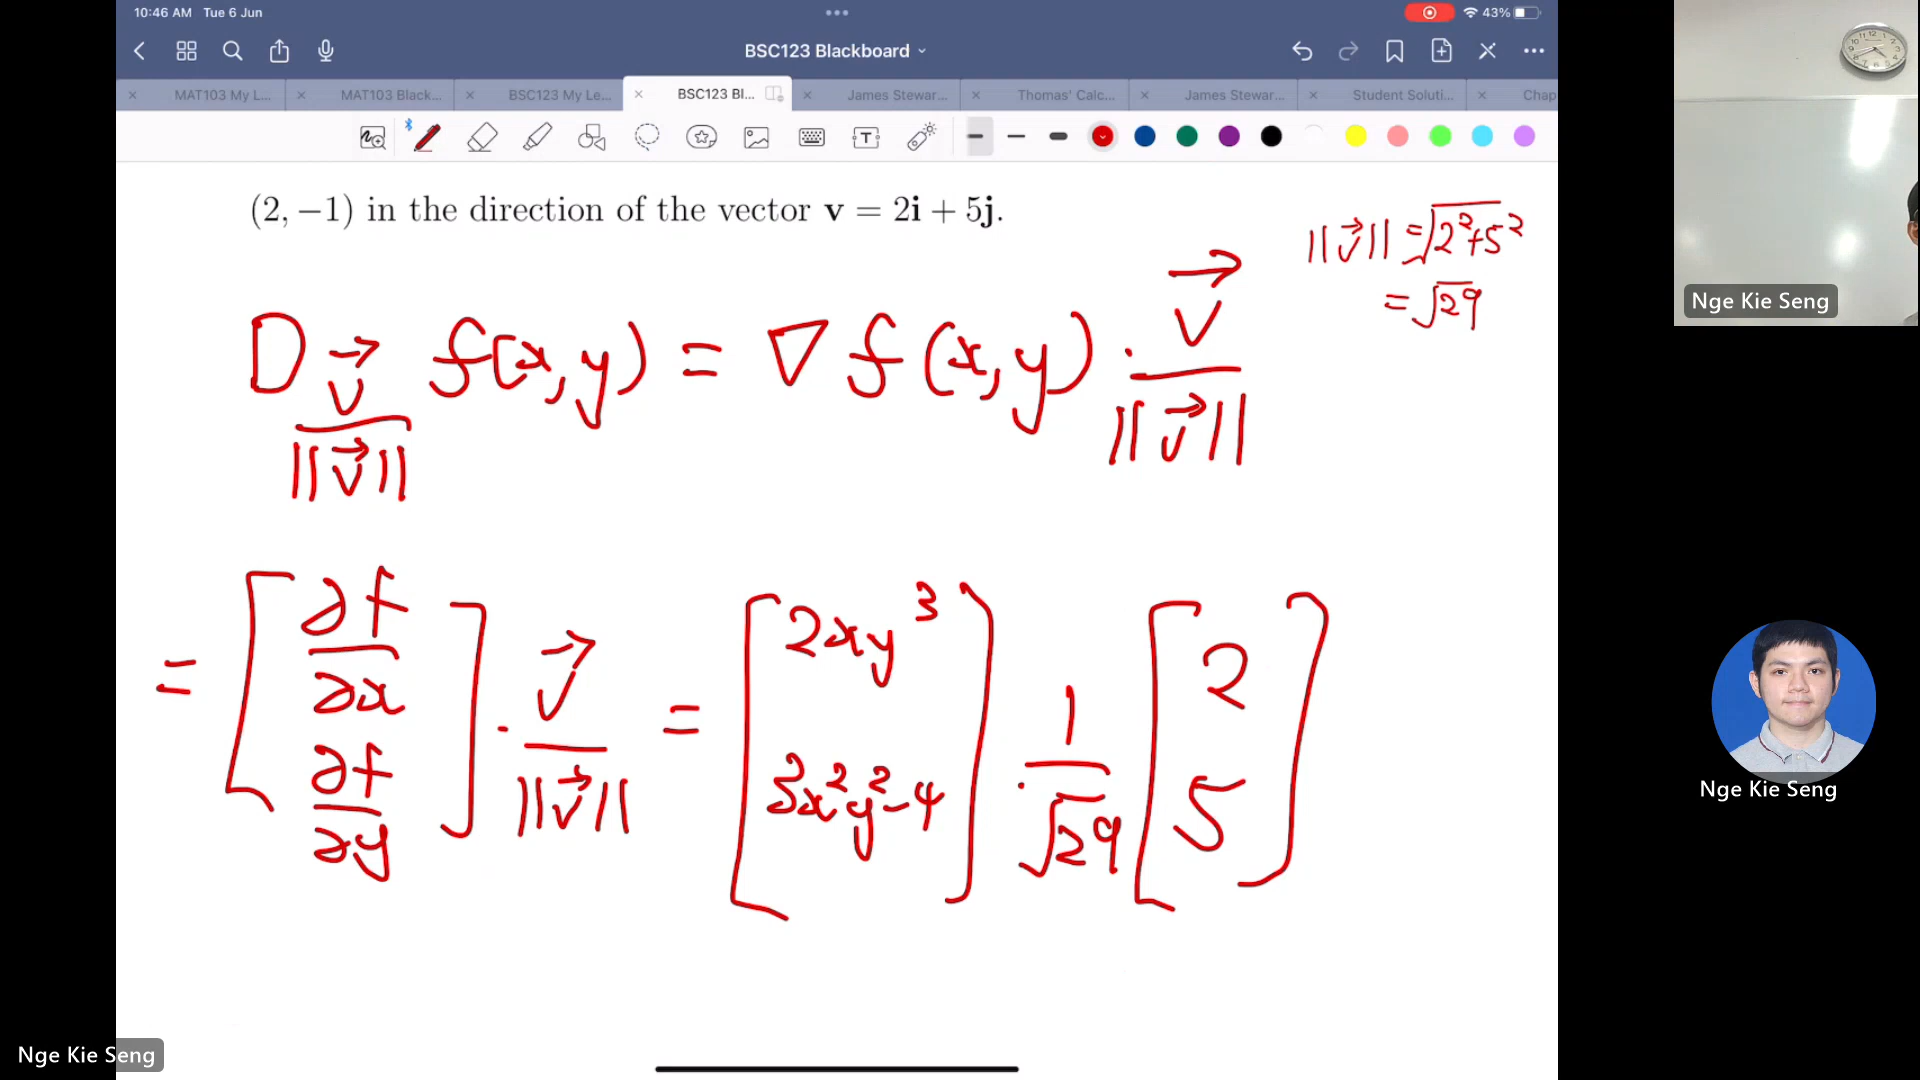 10:46 AM Tue 6 Jun
43%
BSC123 Blackboard
MAT103 My L...
MAT103 Black...
BSC123 My Le...
BSC123 Bl...
James Stewar...
Thomas' Calc...
James Stewar...
Student Soluti...
Chap
(2, −1) in the direction of the vector v = 2i + 5j.
||v⃗|| = √(2² + 5²)
= √29
D_(v⃗/||v⃗||) f(x, y) = ∇f(x, y) · v⃗/||v⃗||
= [∂f/∂x ; ∂f/∂y] · v⃗/||v⃗|| = [2xy³ ; 3x²y² − 4] · 1/√29 [2 ; 5]
Nge Kie Seng
Nge Kie Seng
Nge Kie Seng